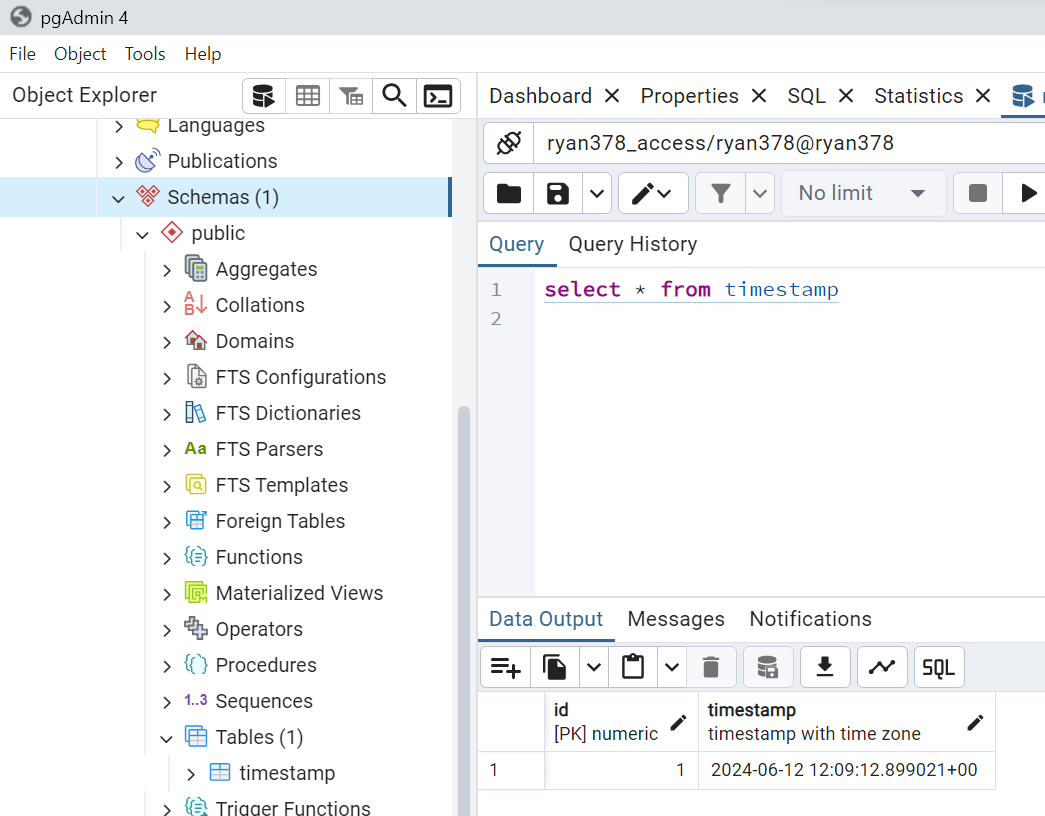 pgAdmin 4
File Object Tools Help
Object Explorer
Languages
Publications
Schemas (1)
public
Aggregates
Collations
Domains
FTS Configurations
FTS Dictionaries
Aa FTS Parsers
FTS Templates
Foreign Tables
Functions
Materialized Views
Operators
Procedures
1..3 Sequences
Tables (1)
timestamp
Trigger Functions
Dashboard Properties SQL Statistics
ryan378_access/ryan378@ryan378
No limit
Query Query History
1 select * from timestamp
2
Data Output Messages Notifications
SQL
id timestamp
[PK] numeric timestamp with time zone
1 1 2024-06-12 12:09:12.899021+00